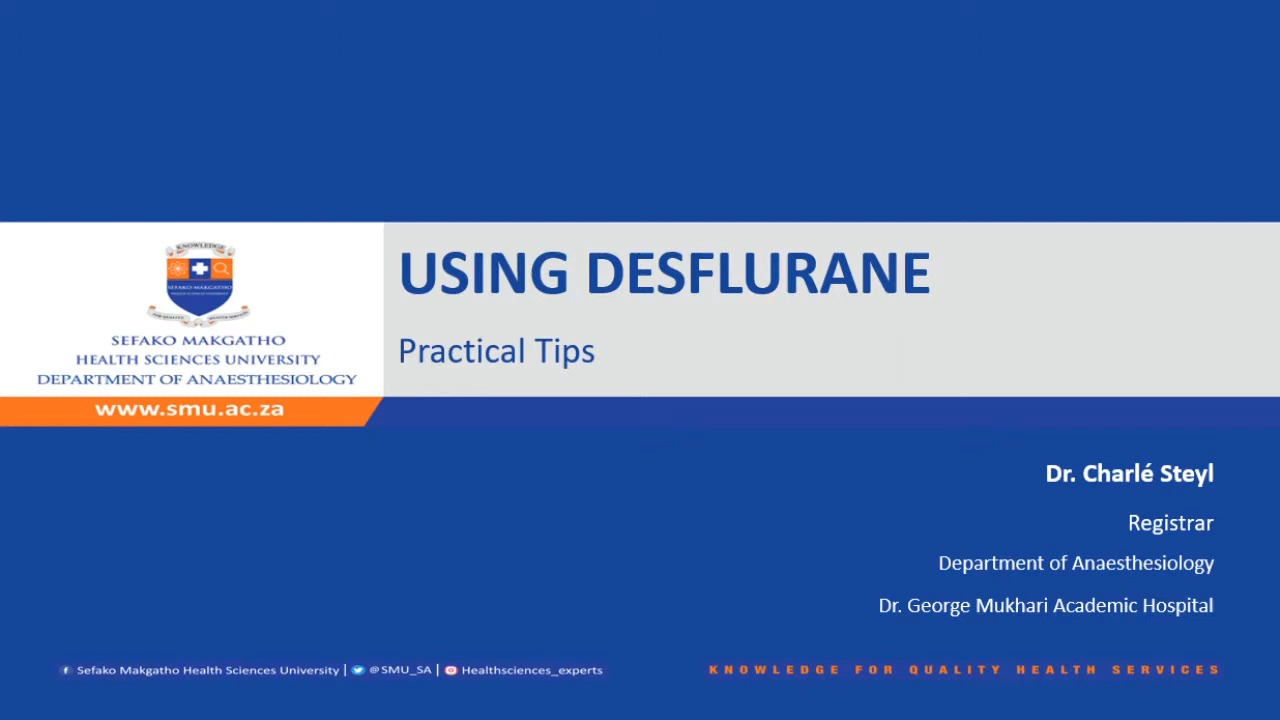 USING DESFLURANE
Practical Tips
KNOWLEDGE
SEFAKO MAKGATHO
SEFAKO MAKGATHO
HEALTH SCIENCES UNIVERSITY
DEPARTMENT OF ANAESTHESIOLOGY
www.smu.ac.za
Dr. Charlé Steyl
Registrar
Department of Anaesthesiology
Dr. George Mukhari Academic Hospital
Sefako Makgatho Health Sciences University | @SMU_SA | Healthsciences_experts
KNOWLEDGE FOR QUALITY HEALTH SERVICES